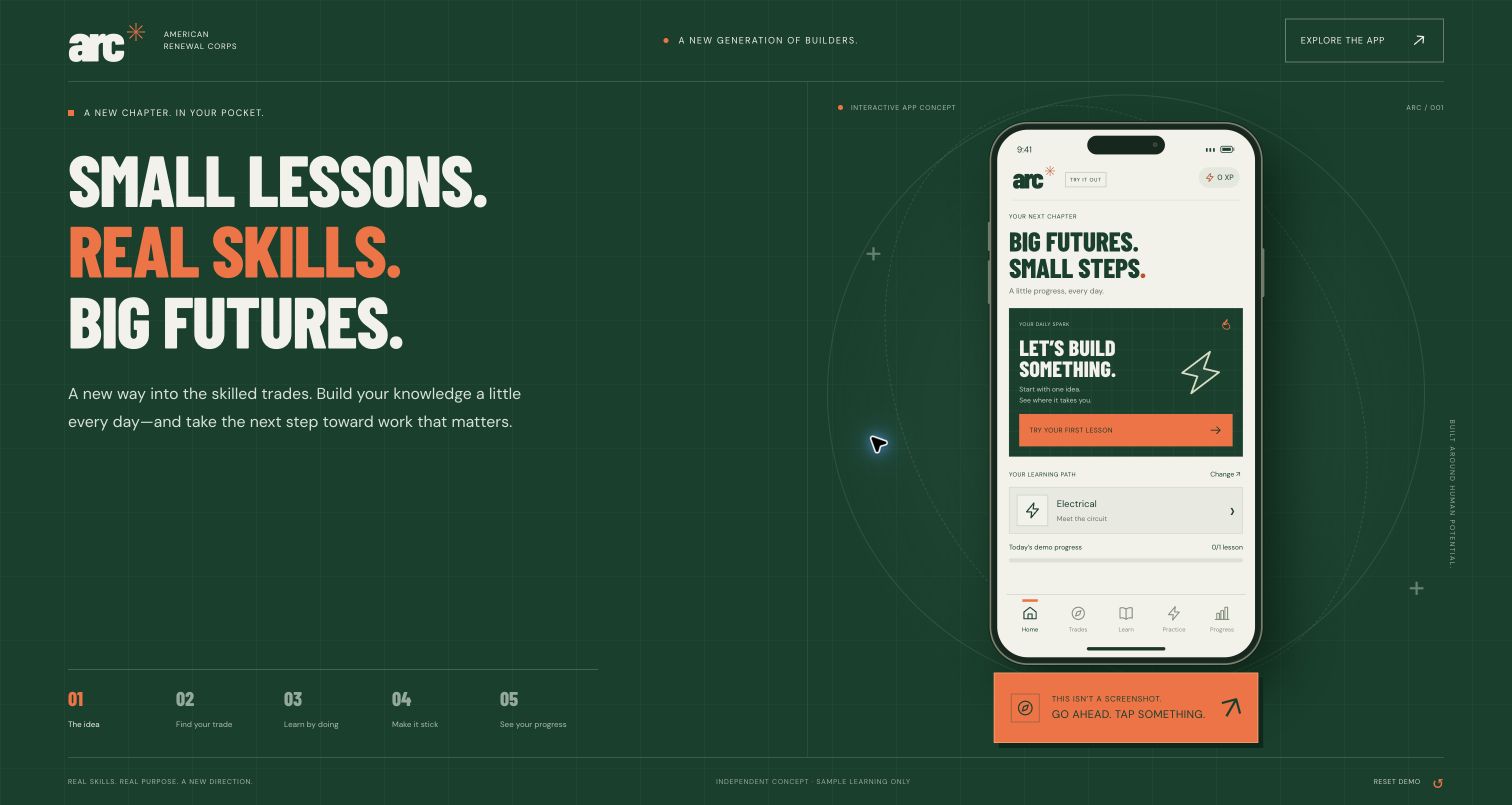 arc
AMERICAN
RENEWAL CORPS
A NEW GENERATION OF BUILDERS.
EXPLORE THE APP
A NEW CHAPTER. IN YOUR POCKET.
SMALL LESSONS.
REAL SKILLS.
BIG FUTURES.
A new way into the skilled trades. Build your knowledge a little
every day—and take the next step toward work that matters.
01
The idea
02
Find your trade
03
Learn by doing
04
Make it stick
05
See your progress
INTERACTIVE APP CONCEPT
ARC / 001
9:41
arc
TRY IT OUT
0 XP
YOUR NEXT CHAPTER
BIG FUTURES.
SMALL STEPS.
A little progress, every day.
YOUR DAILY SPARK
LET'S BUILD
SOMETHING.
Start with one idea.
See where it takes you.
TRY YOUR FIRST LESSON
YOUR LEARNING PATH
Change
Electrical
Meet the circuit
Today's demo progress
0/1 lesson
Home
Trades
Learn
Practice
Progress
BUILT AROUND HUMAN POTENTIAL.
THIS ISN'T A SCREENSHOT.
GO AHEAD. TAP SOMETHING.
REAL SKILLS. REAL PURPOSE. A NEW DIRECTION.
INDEPENDENT CONCEPT · SAMPLE LEARNING ONLY
RESET DEMO